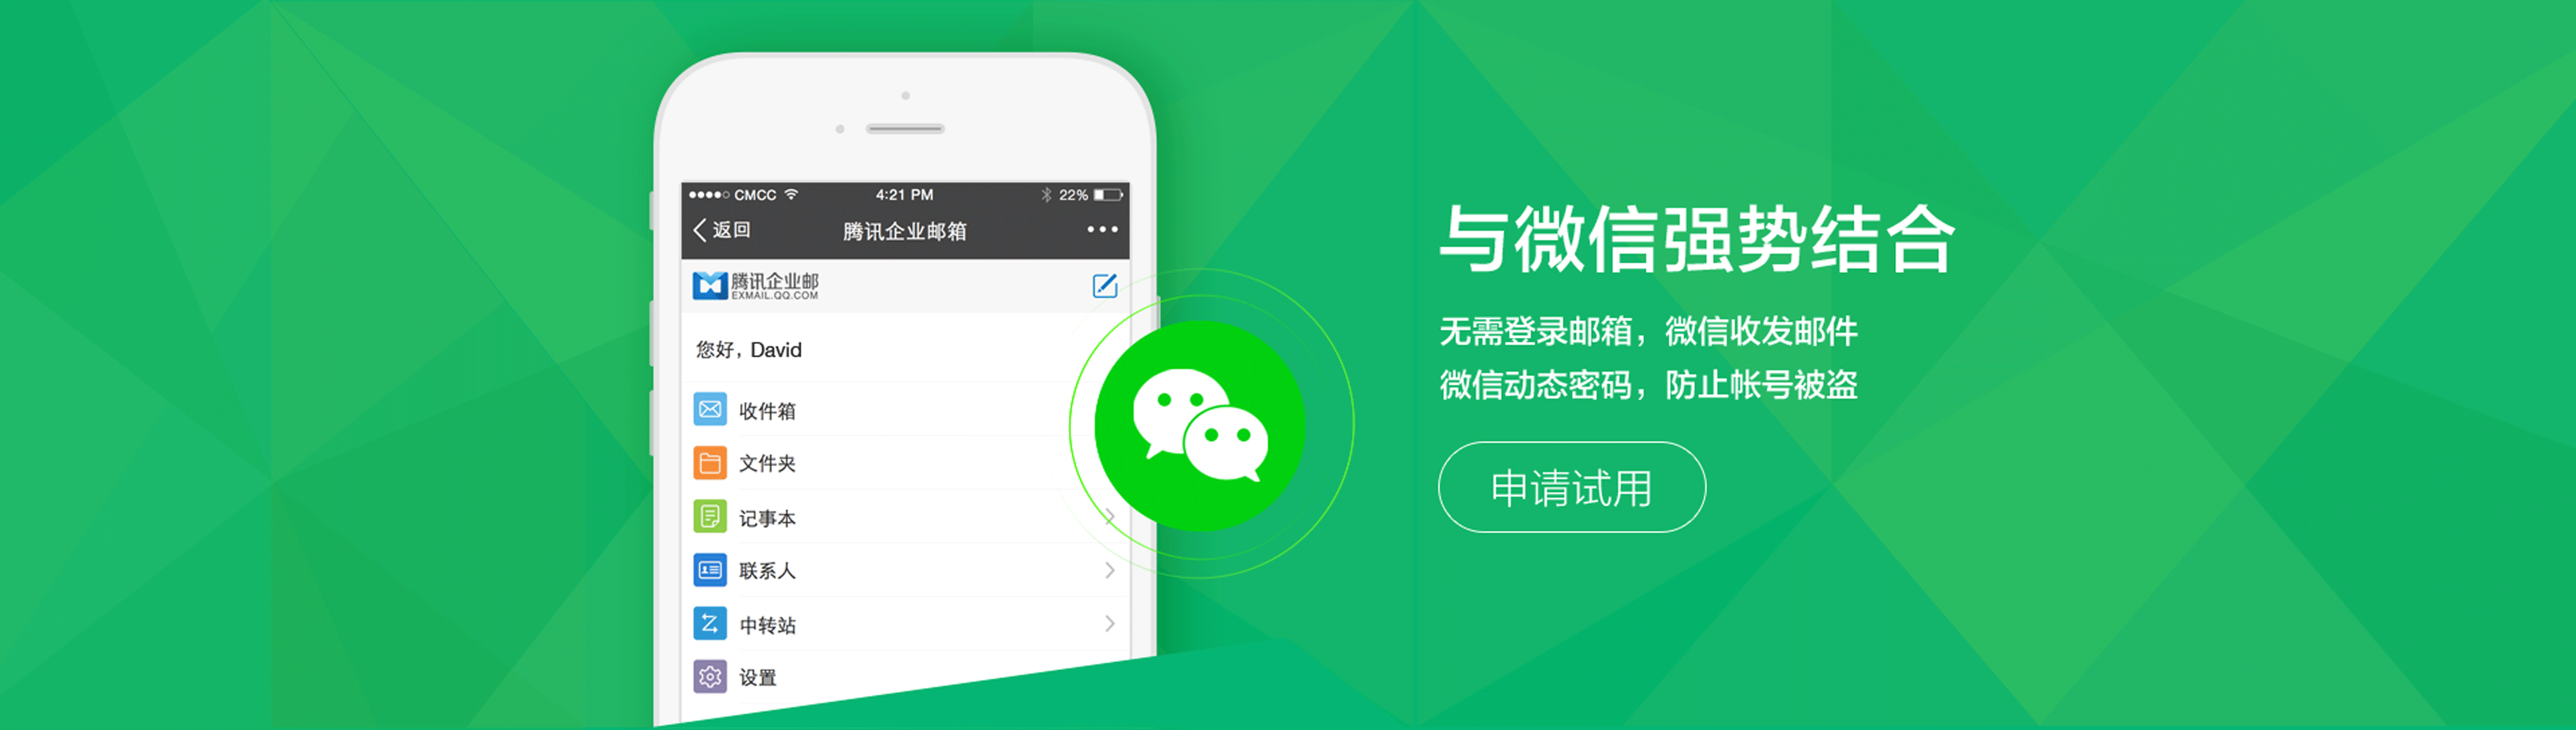 CMCC 4:21 PM 22%
返回 腾讯企业邮箱
腾讯企业邮
EXMAIL.QQ.COM
您好，David
收件箱
文件夹
记事本
联系人
中转站
设置
与微信强势结合
无需登录邮箱，微信收发邮件
微信动态密码，防止帐号被盗
申请试用